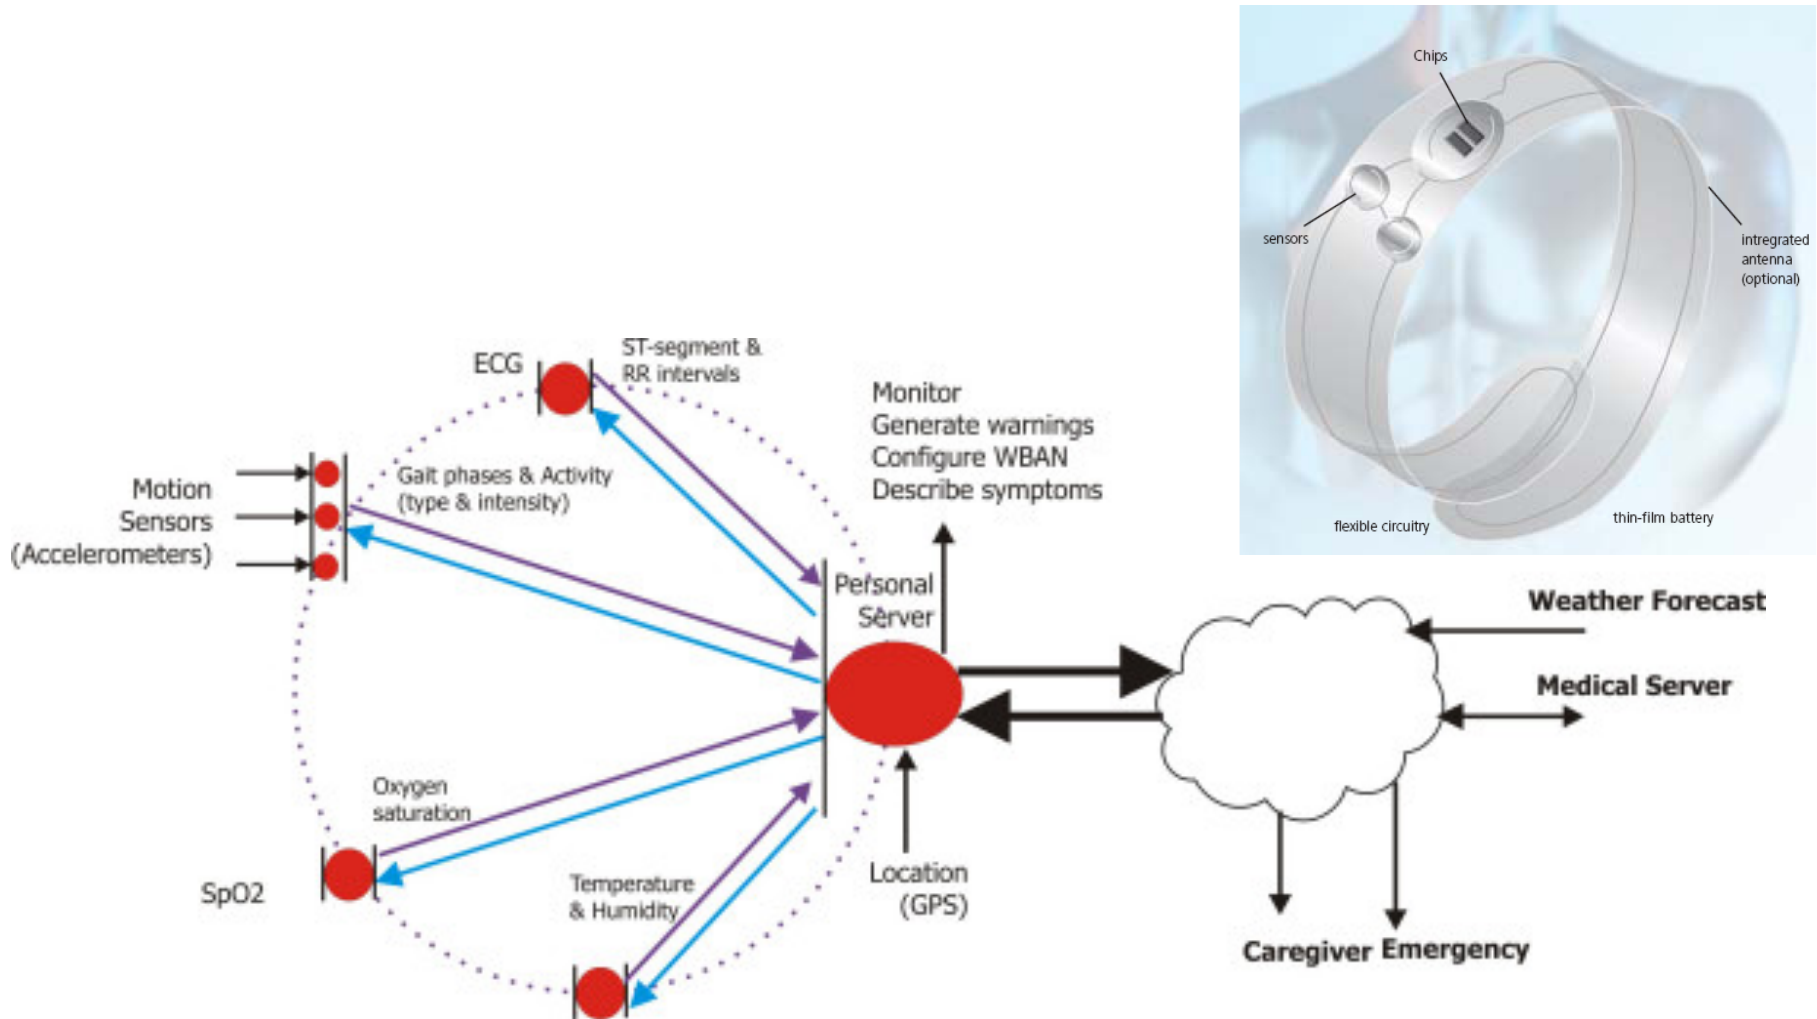 Chips
sensors
intregrated
antenna
(optional)
flexible circuitry
thin-film battery
ECG
ST-segment &
RR intervals
Monitor
Generate warnings
Configure WBAN
Describe symptoms
Motion
Sensors
(Accelerometers)
Gait phases & Activity
(type & intensity)
Personal
Server
Weather Forecast
Medical Server
Oxygen
saturation
SpO2
Temperature
& Humidity
Location
(GPS)
Caregiver
Emergency